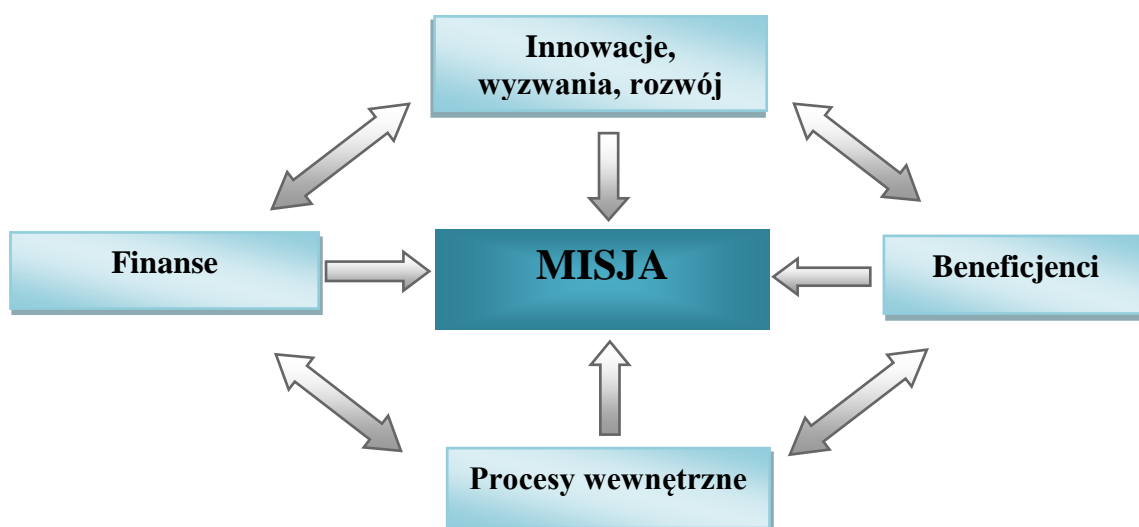 Innowacje,
wyzwania, rozwój
Finanse
MISJA
Beneficjenci
Procesy wewnętrzne